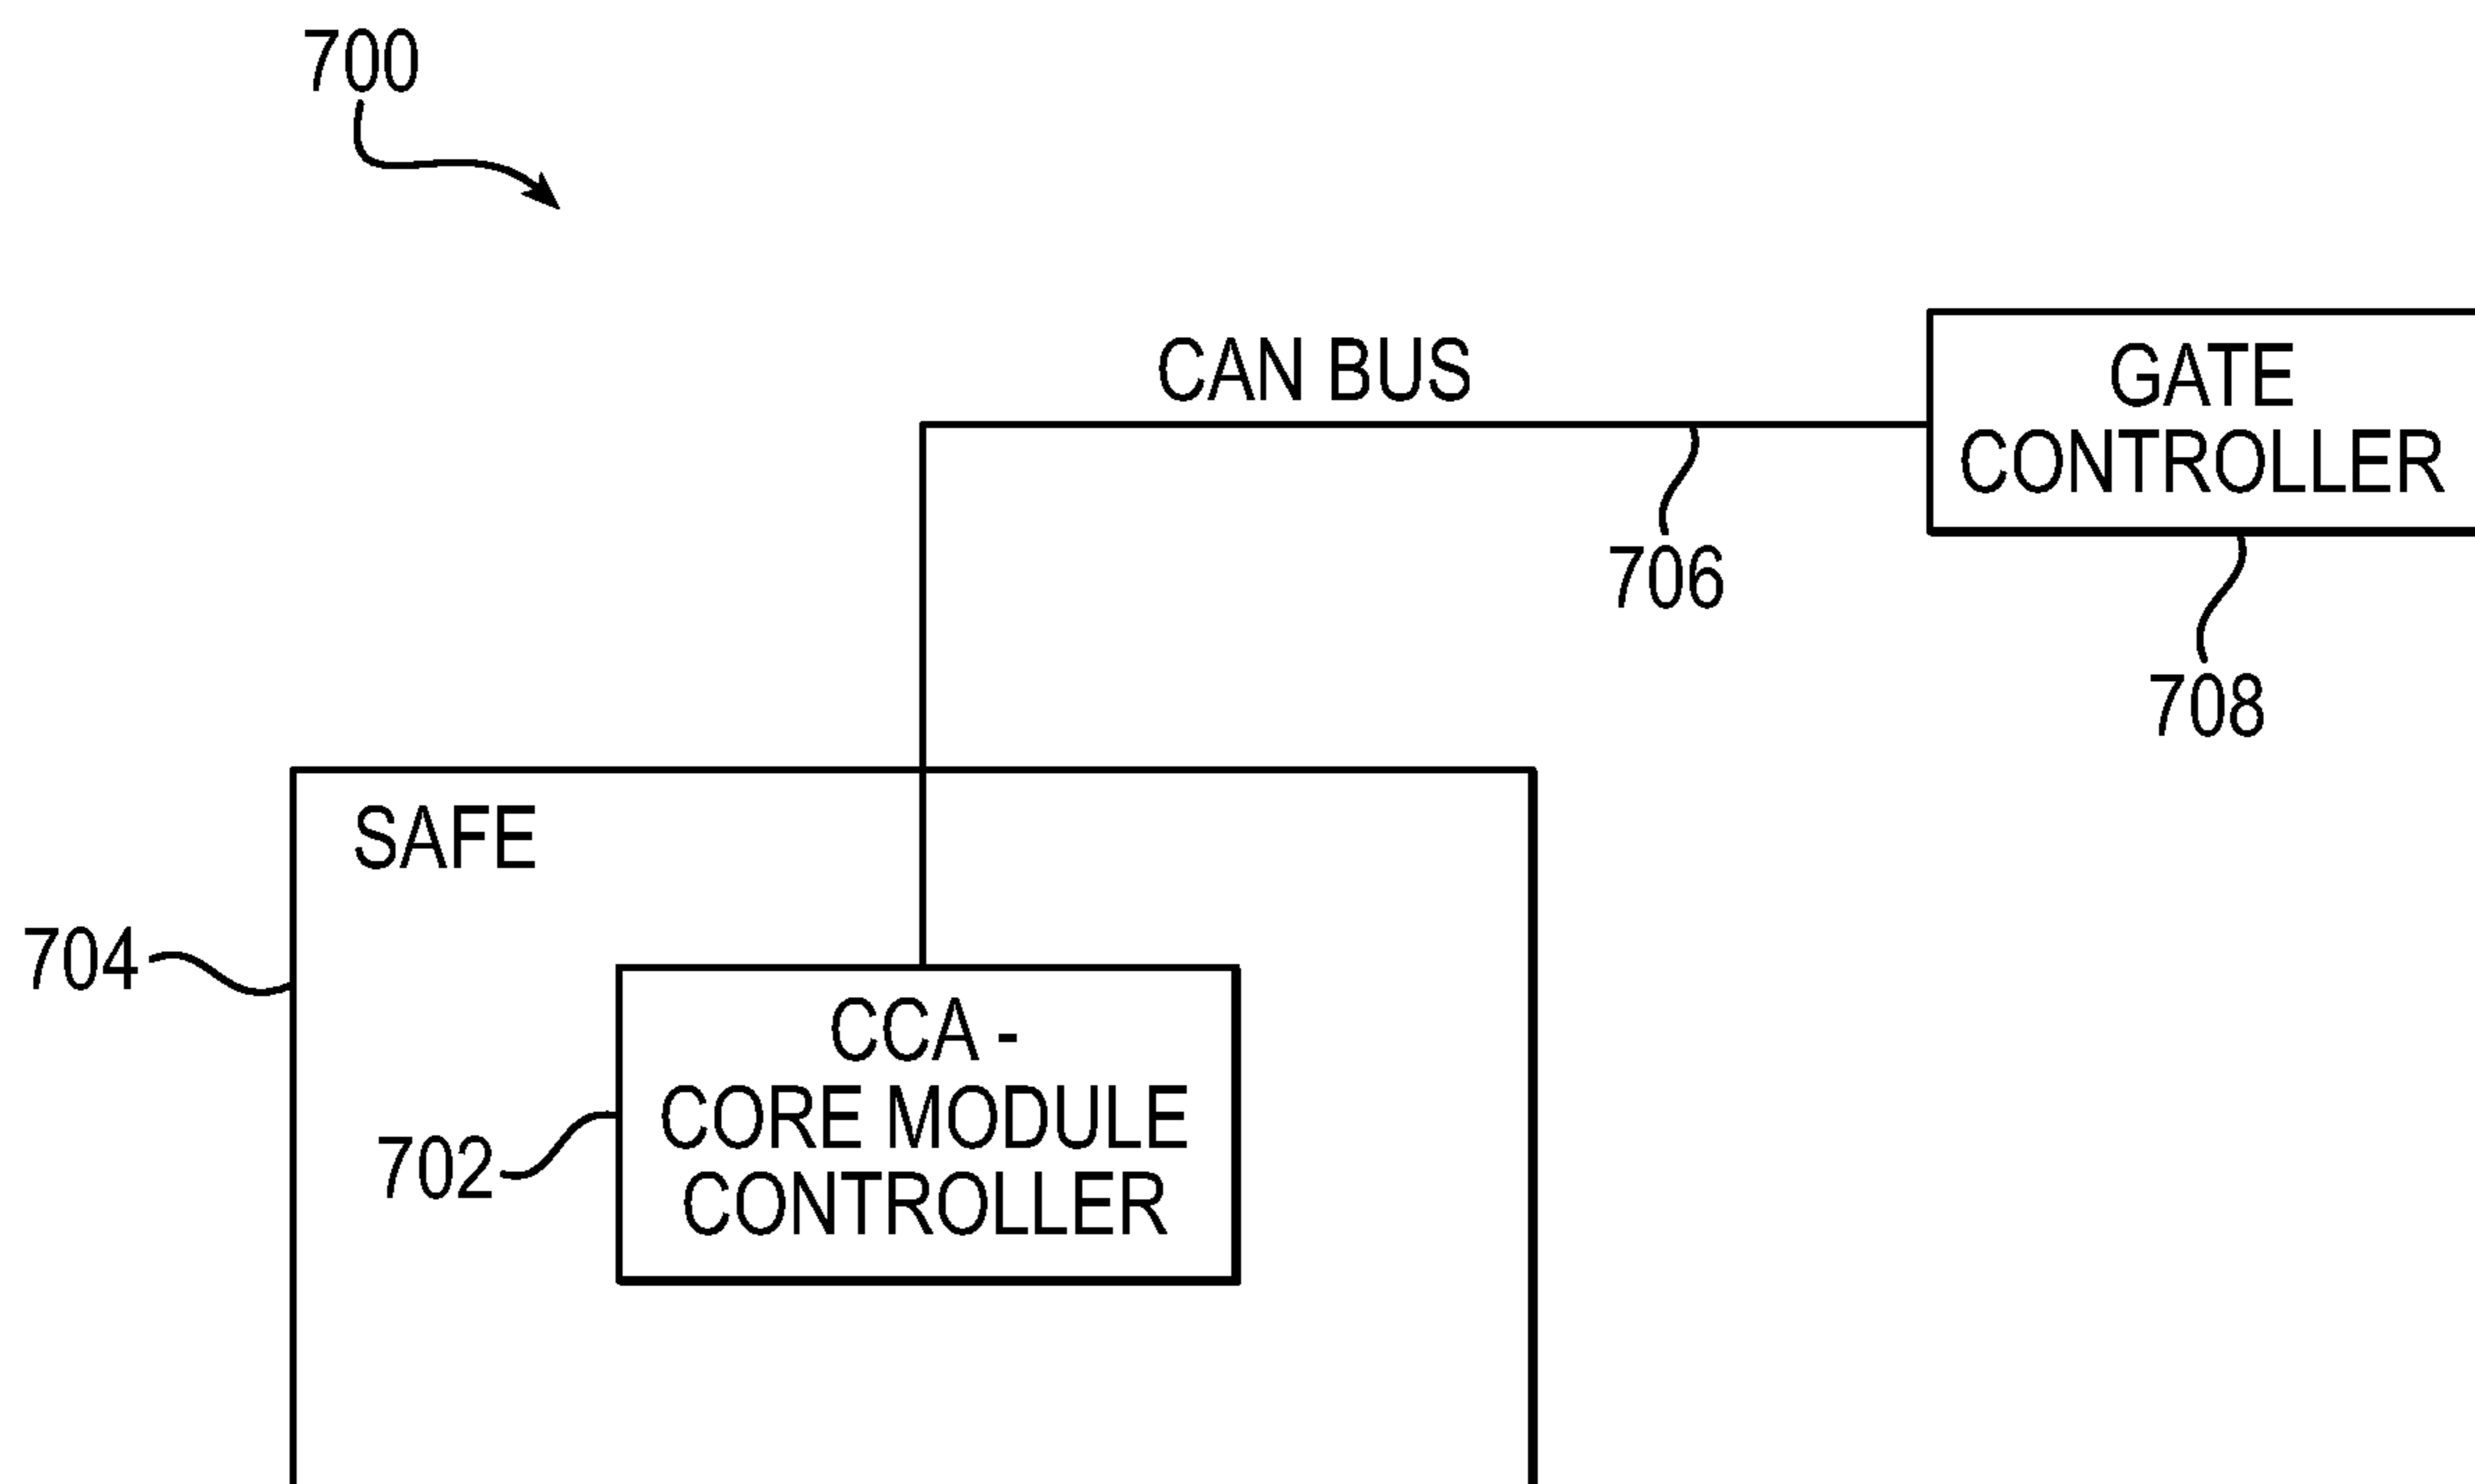 700
CAN BUS
GATE
CONTROLLER
706
708
SAFE
704
CCA -
CORE MODULE
CONTROLLER
702